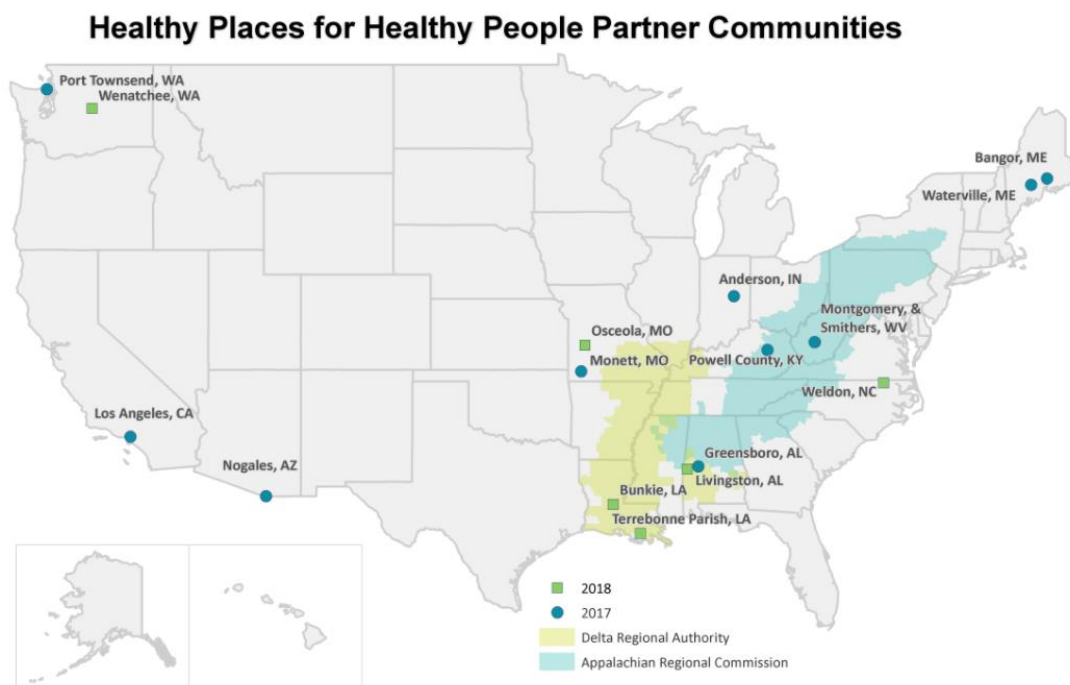 Healthy Places for Healthy People Partner Communities
Port Townsend, WA
Wenatchee, WA
Bangor, ME
Waterville, ME
Anderson, IN
Montgomery, &
Smithers, WV
Osceola, MO
Monett, MO
Powell County, KY
Weldon, NC
Los Angeles, CA
Greensboro, AL
Nogales, AZ
Livingston, AL
Bunkie, LA
Terrebonne Parish, LA
2018
2017
Delta Regional Authority
Appalachian Regional Commission